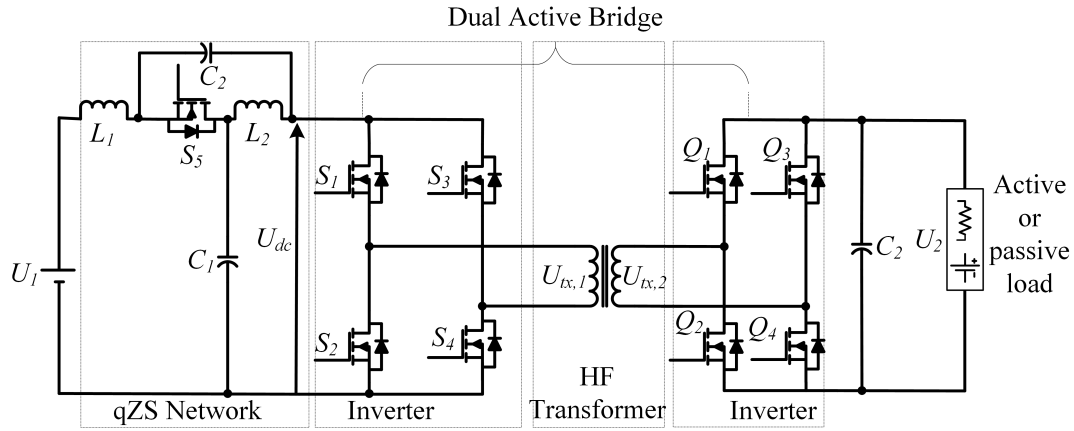 Dual Active Bridge
C2
L1
S5
L2
U1
C1
Udc
S1
S3
S2
S4
Utx,1
Utx,2
Q1
Q3
Q2
Q4
C2
U2
+
-
Active
or
passive
load
qZS Network
Inverter
HF
Transformer
Inverter